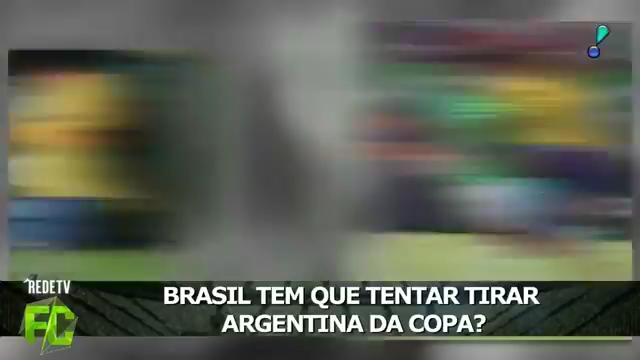 REDETV
FC
BRASIL TEM QUE TENTAR TIRAR
ARGENTINA DA COPA?